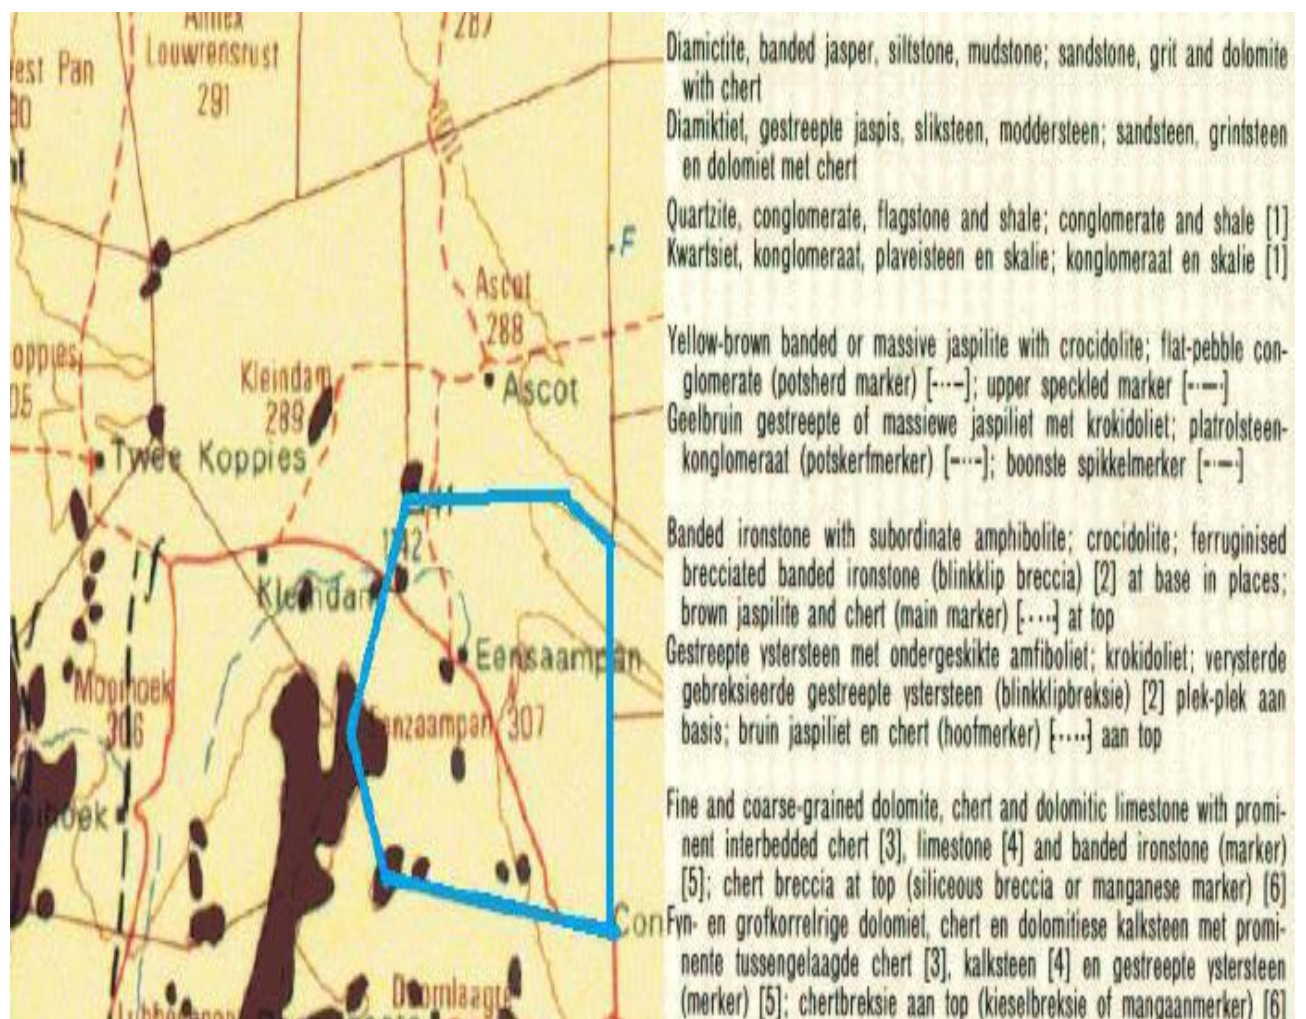 Annex
Louwrensrust
291
287
est Pan
90
Ascot
288
F
oppies
Kleindam
289
Ascot
Twee Koppies
Kleindam
Eensaampan
Mooihoek
306
enzaampan 307
hoek
Con
Doornlaagte
Diamictite, banded jasper, siltstone, mudstone; sandstone, grit and dolomite
with chert
Diamiktiet, gestreepte jaspis, sliksteen, moddersteen; sandsteen, grintsteen
en dolomiet met chert
Quartzite, conglomerate, flagstone and shale; conglomerate and shale [1]
Kwartsiet, konglomeraat, plaveisteen en skalie; konglomeraat en skalie [1]
Yellow-brown banded or massive jaspilite with crocidolite; flat-pebble con-
glomerate (potsherd marker) [-···-]; upper speckled marker [-·—·]
Geelbruin gestreepte of massiewe jaspiliet met krokidoliet; platrolsteen-
konglomeraat (potskerfmerker) [-···-]; boonste spikkelmerker [-·—·]
Banded ironstone with subordinate amphibolite; crocidolite; ferruginised
brecciated banded ironstone (blinkklip breccia) [2] at base in places;
brown jaspilite and chert (main marker) [-····] at top
Gestreepte ystersteen met ondergeskikte amfiboliet; krokidoliet; verysterde
gebreksieerde gestreepte ystersteen (blinkklipbreksie) [2] plek-plek aan
basis; bruin jaspiliet en chert (hoofmerker) [-····] aan top
Fine and coarse-grained dolomite, chert and dolomitic limestone with promi-
nent interbedded chert [3], limestone [4] and banded ironstone (marker)
[5]; chert breccia at top (siliceous breccia or manganese marker) [6]
Fyn- en grofkorrelrige dolomiet, chert en dolomitiese kalksteen met promi-
nente tussengelaagde chert [3], kalksteen [4] en gestreepte ystersteen
(merker) [5]; chertbreksie aan top (kieselbreksie of mangaanmerker) [6]